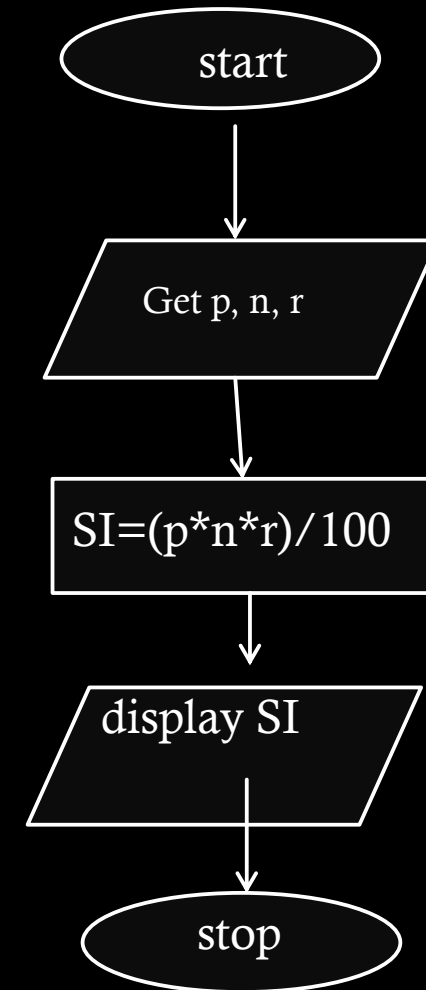 start
Get p, n, r
SI=(p*n*r)/100
display SI
stop